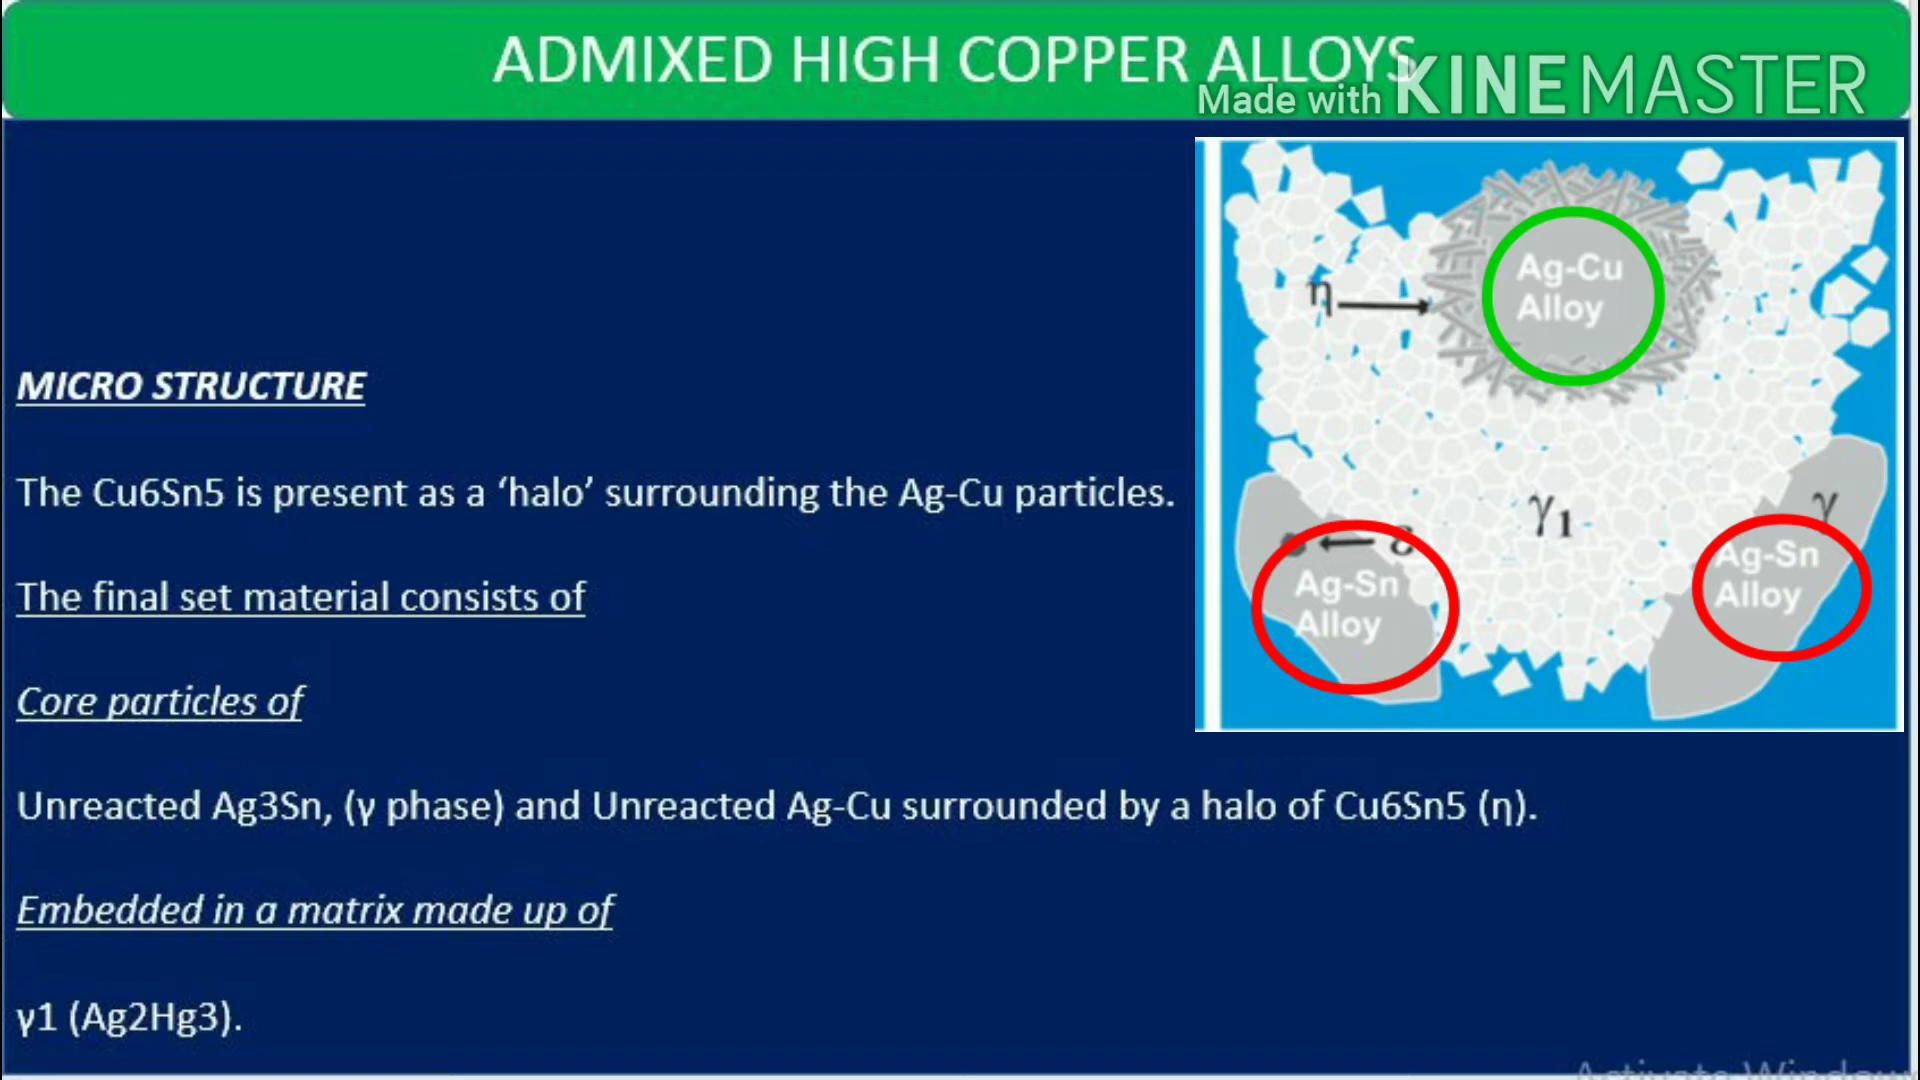 ADMIXED HIGH COPPER ALLOYS
Made with KINEMASTER
Ag-Cu
Alloy
η
MICRO STRUCTURE
The Cu6Sn5 is present as a ‘halo’ surrounding the Ag-Cu particles.
γ
γ1
Ag-Sn
Alloy
Ag-Sn
Alloy
The final set material consists of
Core particles of
Unreacted Ag3Sn, (γ phase) and Unreacted Ag-Cu surrounded by a halo of Cu6Sn5 (η).
Embedded in a matrix made up of
γ1 (Ag2Hg3).